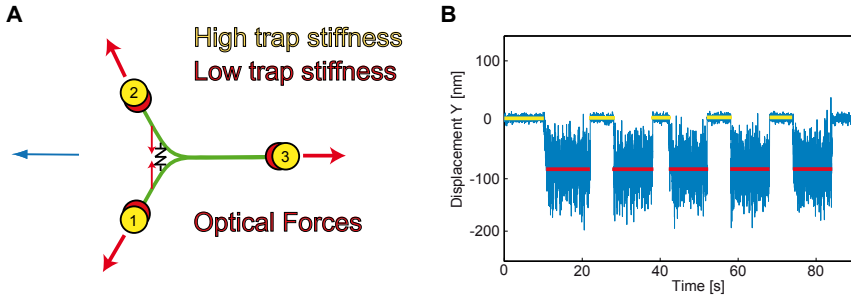 A
High trap stiffness
Low trap stiffness
2
3
1
Optical Forces
B
Displacement Y [nm]
100
0
-100
-200
0
20
40
60
80
Time [s]